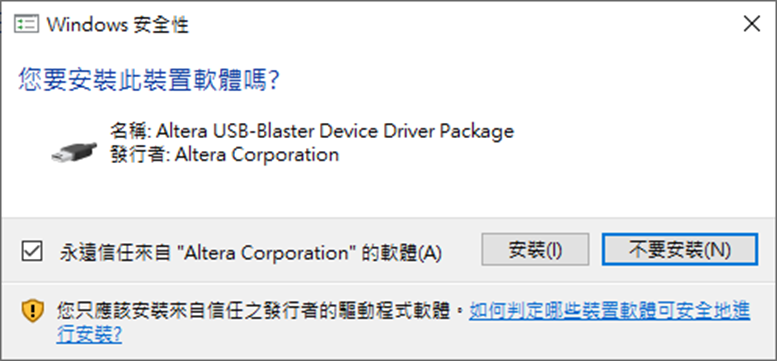 Windows 安全性
您要安裝此裝置軟體嗎?
名稱: Altera USB-Blaster Device Driver Package
發行者: Altera Corporation
永遠信任來自 "Altera Corporation" 的軟體(A)
安裝(I)
不要安裝(N)
您只應該安裝來自信任之發行者的驅動程式軟體。如何判定哪些裝置軟體可安全地進
行安裝?